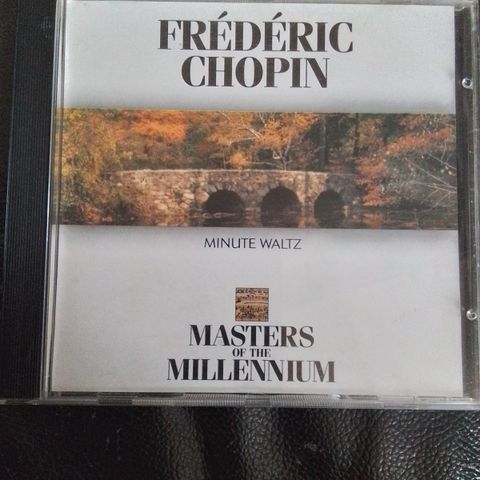 FRÉDÉRIC
CHOPIN
MINUTE WALTZ
MASTERS
OF THE
MILLENNIUM